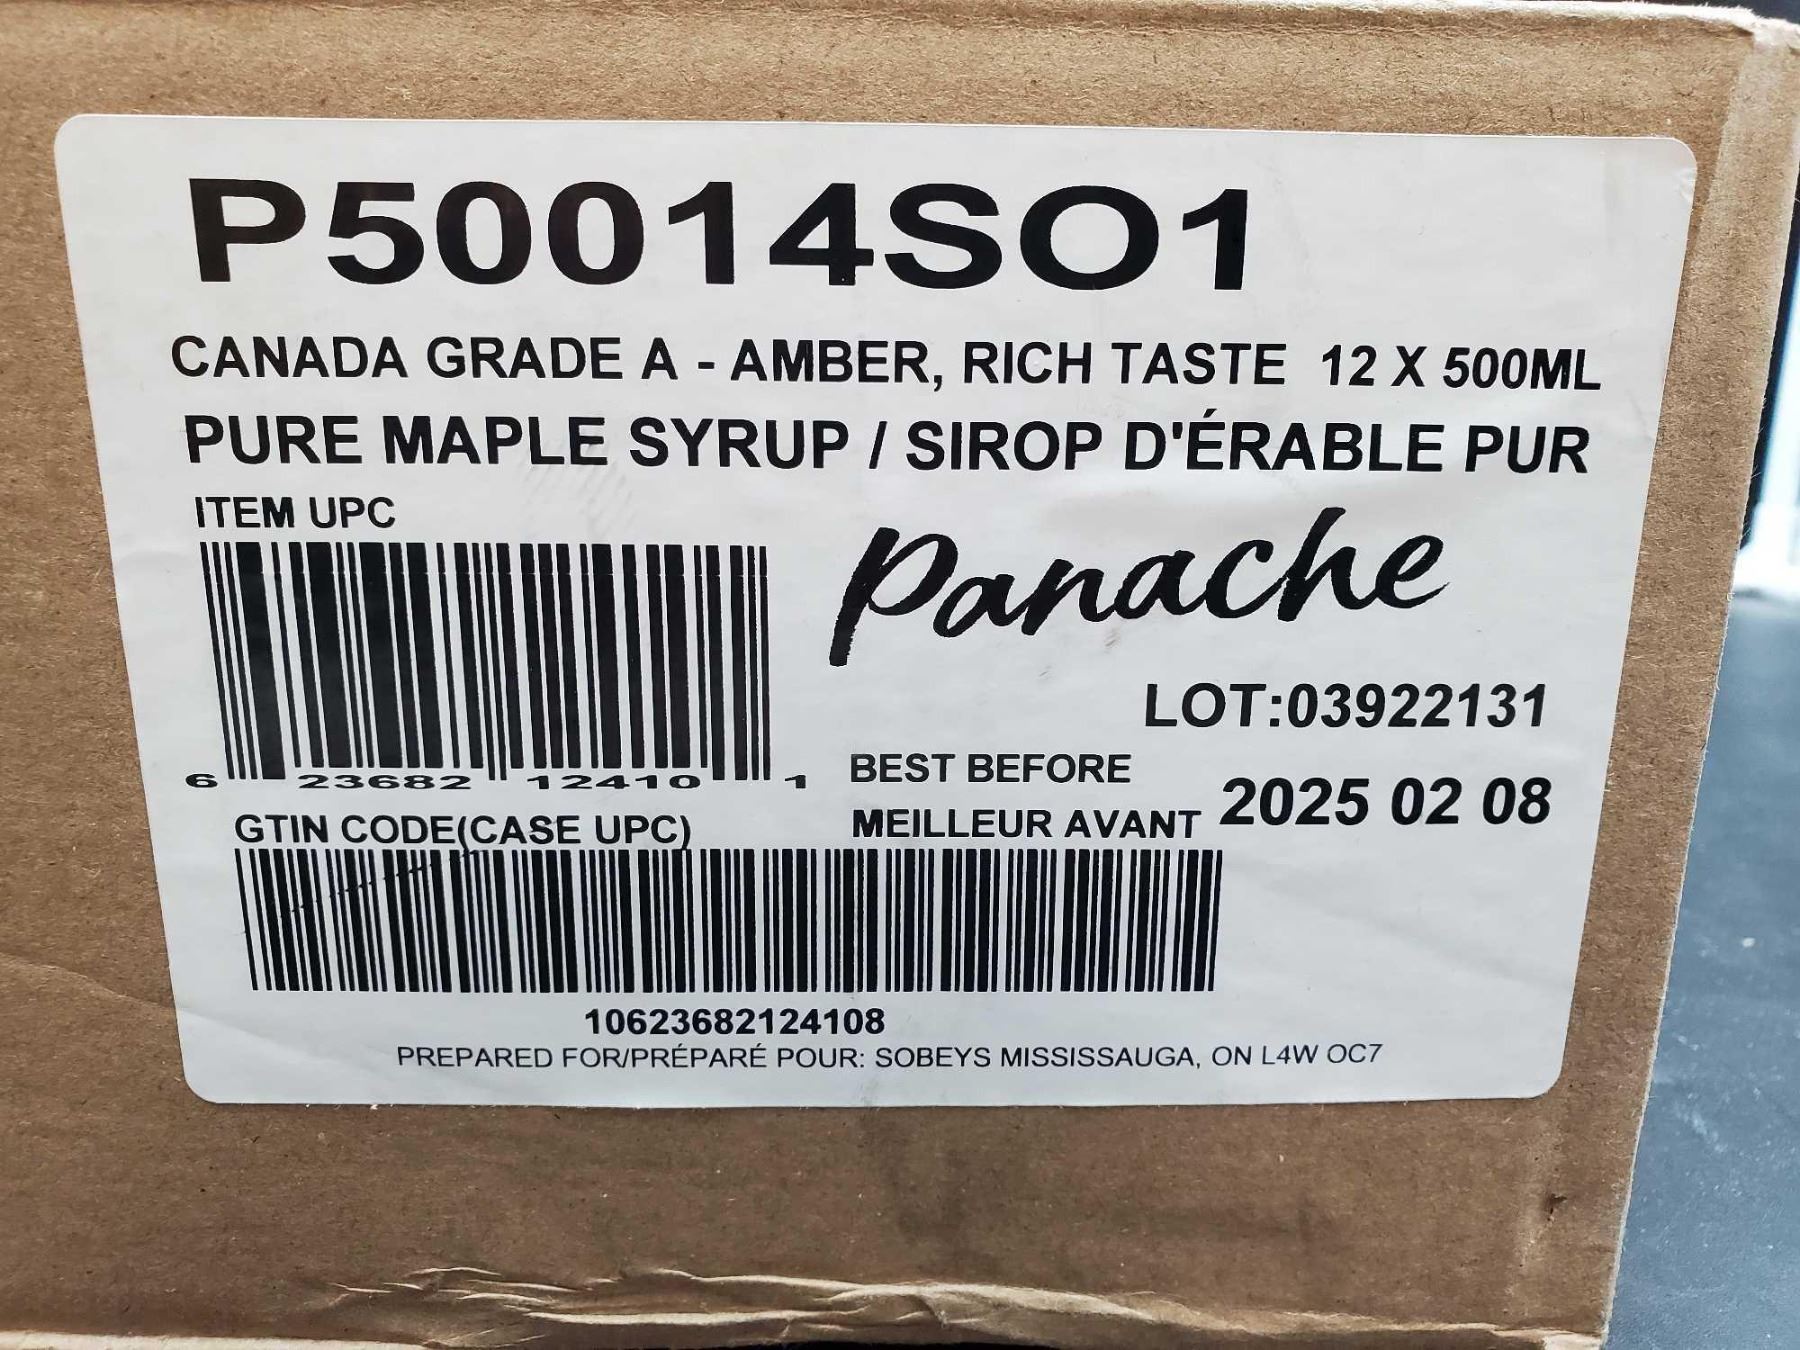 P50014SO1
CANADA GRADE A - AMBER, RICH TASTE 12 X 500ML
PURE MAPLE SYRUP / SIROP D'ÉRABLE PUR
ITEM UPC
Panache
LOT:03922131
6 23682 12410 1
BEST BEFORE
MEILLEUR AVANT 2025 02 08
GTIN CODE(CASE UPC)
10623682124108
PREPARED FOR/PRÉPARÉ POUR: SOBEYS MISSISSAUGA, ON L4W OC7